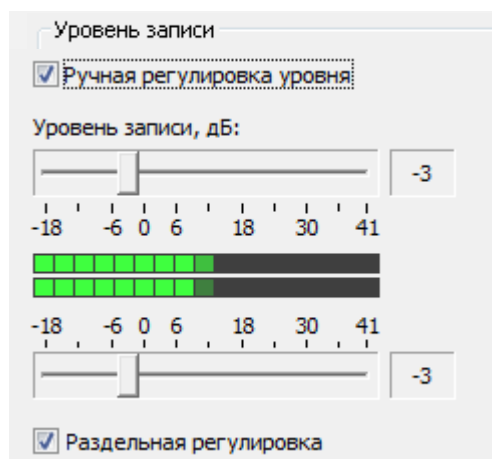 Уровень записи
Ручная регулировка уровня
Уровень записи, дБ:
-3
-18 -6 0 6 18 30 41
-18 -6 0 6 18 30 41
-3
Раздельная регулировка